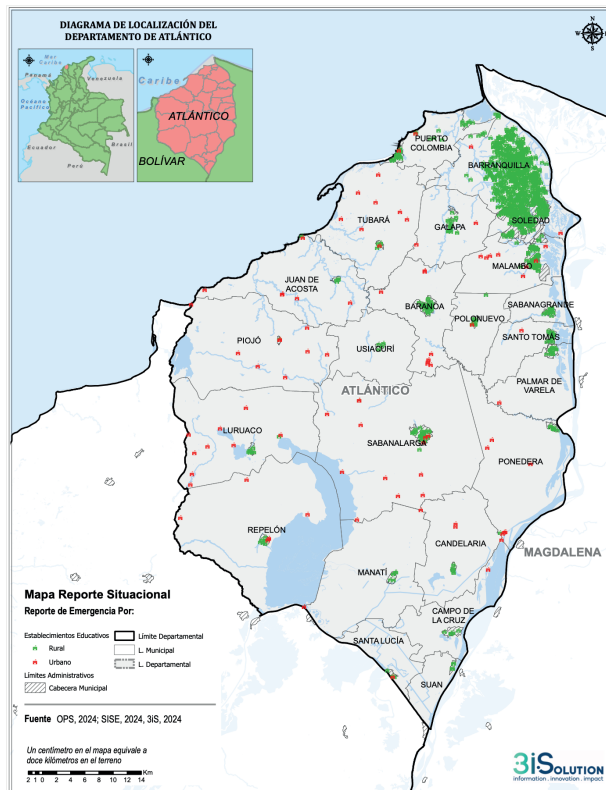 DIAGRAMA DE LOCALIZACIÓN DEL
DEPARTAMENTO DE ATLÁNTICO
N
W
S
Mar
Caribe
Panamá
Venezuela
Océano
Pacífico
Ecuador
Brasil
Perú
Caribe
ATLÁNTICO
BOLÍVAR
PUERTO
COLOMBIA
BARRANQUILLA
TUBARÁ
GALAPA
SOLEDAD
MALAMBO
JUAN DE
ACOSTA
BARANOA
SABANAGRANDE
POLONUEVO
PIOJÓ
USIACURÍ
SANTO TOMÁS
ATLÁNTICO
PALMAR DE
VARELA
LURUACO
SABANALARGA
PONEDERA
REPELÓN
CANDELARIA
MAGDALENA
MANATÍ
CAMPO DE
LA CRUZ
SANTA LUCÍA
SUAN
Mapa Reporte Situacional
Reporte de Emergencia Por:
Establecimientos Educativos
Rural
Urbano
Límites Administrativos
Cabecera Municipal
Límite Departamental
L. Municipal
L. Departamental
Fuente OPS, 2024; SISE, 2024, 3iS, 2024
Un centímetro en el mapa equivale a
doce kilómetros en el terreno
Km
2 1 0 2 4 6 8 10 12 14
3iSOLUTION
information . innovation . impact